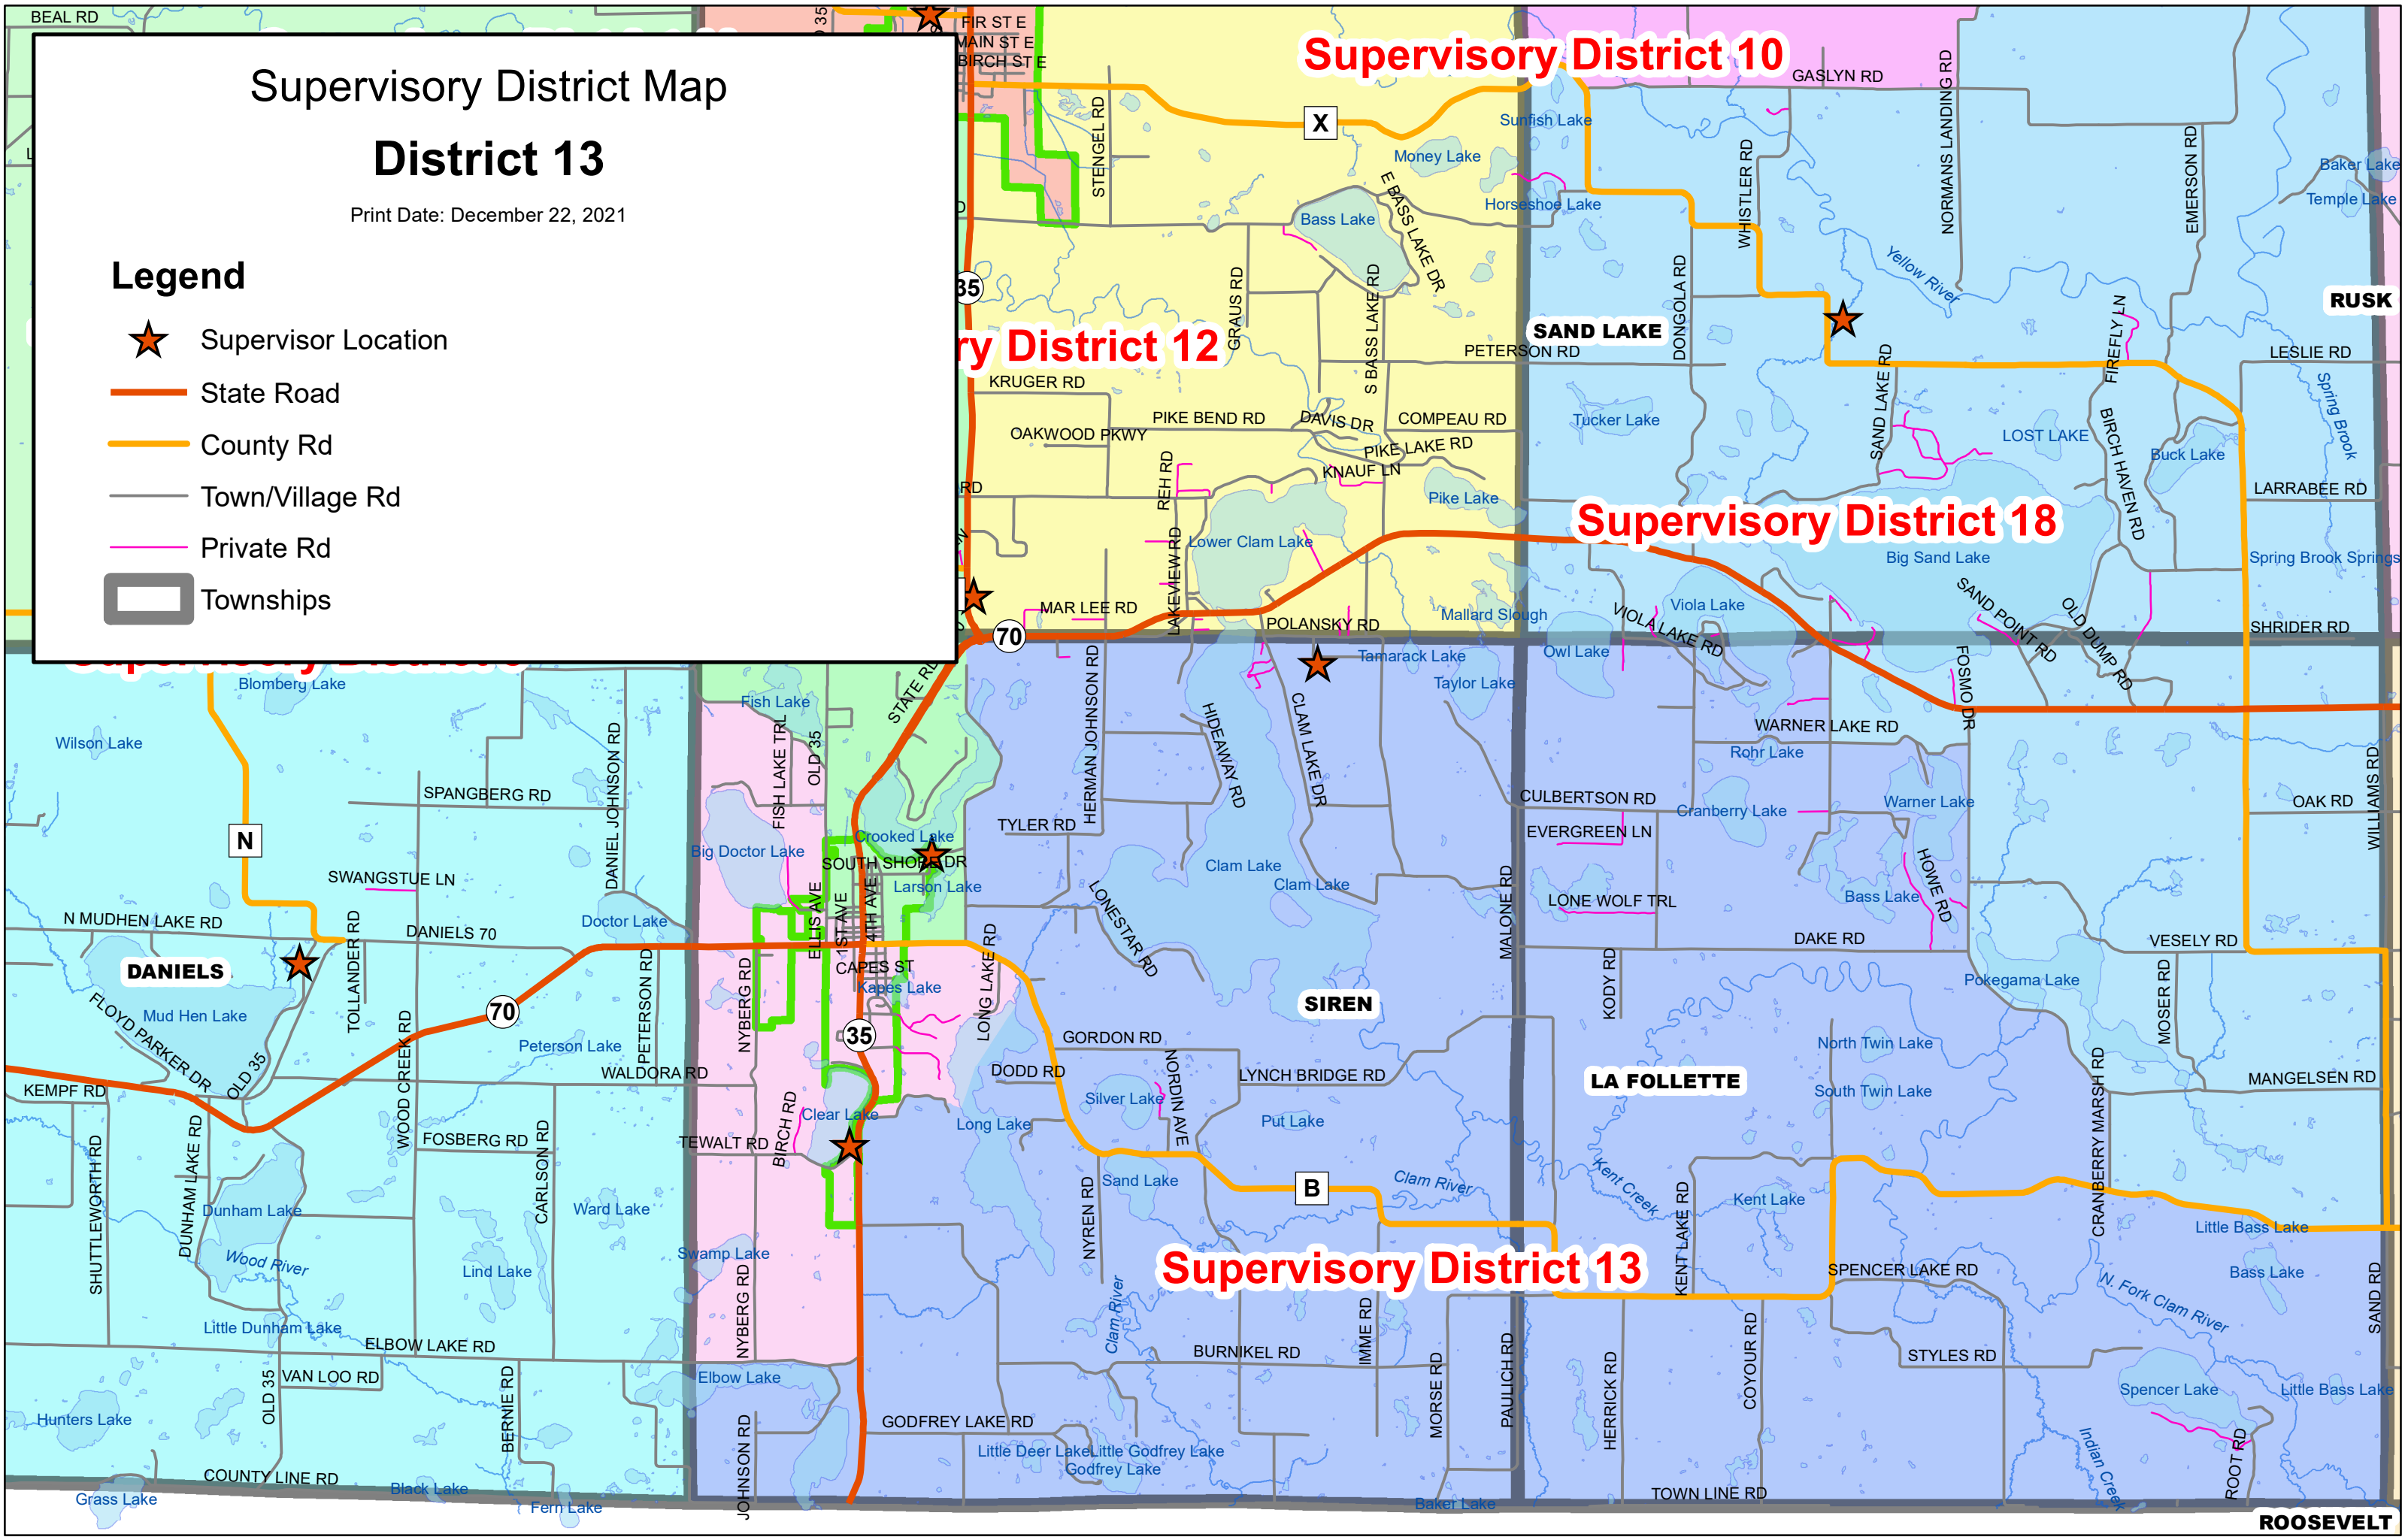 Supervisory District Map
District 13
Print Date: December 22, 2021
Legend
Supervisor Location
State Road
County Rd
Town/Village Rd
Private Rd
Townships
BEAL RD
35
FIR ST E
MAIN ST E
BIRCH ST E
Supervisory District 10
GASLYN RD
X
STENGEL RD
Sunfish Lake
Money Lake
Horseshoe Lake
E BASS LAKE DR
Bass Lake
WHISTLER RD
NORMANS LANDING RD
EMERSON RD
Baker Lake
Temple Lake
Yellow River
35
GRAUS RD
S BASS LAKE RD
DONGOLA RD
RUSK
SAND LAKE
District 12
PETERSON RD
FIREFLY LN
LESLIE RD
KRUGER RD
SAND LAKE RD
Spring Brook
PIKE BEND RD
DAVIS DR
COMPEAU RD
Tucker Lake
OAKWOOD PKWY
PIKE LAKE RD
LOST LAKE
BIRCH HAVEN RD
Buck Lake
KNAUF LN
REH RD
RD
Pike Lake
LARRABEE RD
Supervisory District 18
Lower Clam Lake
LAKEVIEW RD
Big Sand Lake
Spring Brook Springs
MAR LEE RD
Mallard Slough
Viola Lake
VIOLA LAKE RD
SAND POINT RD
OLD DUMP RD
POLANSKY RD
SHRIDER RD
70
Tamarack Lake
Owl Lake
FOSMO DR
Blomberg Lake
Fish Lake
STATE RD
Taylor Lake
HERMAN JOHNSON RD
HIDEAWAY RD
CLAM LAKE DR
WARNER LAKE RD
Wilson Lake
DANIEL JOHNSON RD
FISH LAKE TRL
OLD 35
Rohr Lake
WILLIAMS RD
SPANGBERG RD
CULBERTSON RD
Cranberry Lake
Warner Lake
OAK RD
N
TYLER RD
EVERGREEN LN
Crooked Lake
Big Doctor Lake
SOUTH SHORE DR
Clam Lake
Clam Lake
HOWE RD
SWANGSTUE LN
Larson Lake
Bass Lake
LONE WOLF TRL
MALONE RD
LONESTAR RD
N MUDHEN LAKE RD
Doctor Lake
ELLIS AVE
1ST AVE
4TH AVE
DANIELS 70
TOLLANDER RD
LONG LAKE RD
DAKE RD
VESELY RD
DANIELS
CAPES ST
Kapes Lake
KODY RD
Pokegama Lake
MOSER RD
PETERSON RD
NYBERG RD
SIREN
FLOYD PARKER DR
Mud Hen Lake
70
35
WOOD CREEK RD
Peterson Lake
GORDON RD
North Twin Lake
OLD 35
WALDORA RD
DODD RD
LYNCH BRIDGE RD
LA FOLLETTE
MANGELSEN RD
KEMPF RD
South Twin Lake
CRANBERRY MARSH RD
Silver Lake
NORDIN AVE
Put Lake
Clear Lake
Long Lake
BIRCH RD
TEWALT RD
FOSBERG RD
CARLSON RD
SHUTTLEWORTH RD
DUNHAM LAKE RD
Sand Lake
B
Clam River
Kent Creek
Kent Lake
KENT LAKE RD
Dunham Lake
Ward Lake
NYREN RD
Little Bass Lake
Swamp Lake
Wood River
Lind Lake
Supervisory District 13
SPENCER LAKE RD
Bass Lake
N. Fork Clam River
SAND RD
NYBERG RD
Clam River
IMME RD
Little Dunham Lake
ELBOW LAKE RD
BURNIKEL RD
STYLES RD
VAN LOO RD
OLD 35
BERNIE RD
Elbow Lake
MORSE RD
PAULICH RD
HERRICK RD
COYOUR RD
Spencer Lake
Little Bass Lake
Hunters Lake
JOHNSON RD
GODFREY LAKE RD
Little Deer Lake
Little Godfrey Lake
Godfrey Lake
Indian Creek
ROOT RD
COUNTY LINE RD
Black Lake
Grass Lake
Fern Lake
Baker Lake
TOWN LINE RD
ROOSEVELT